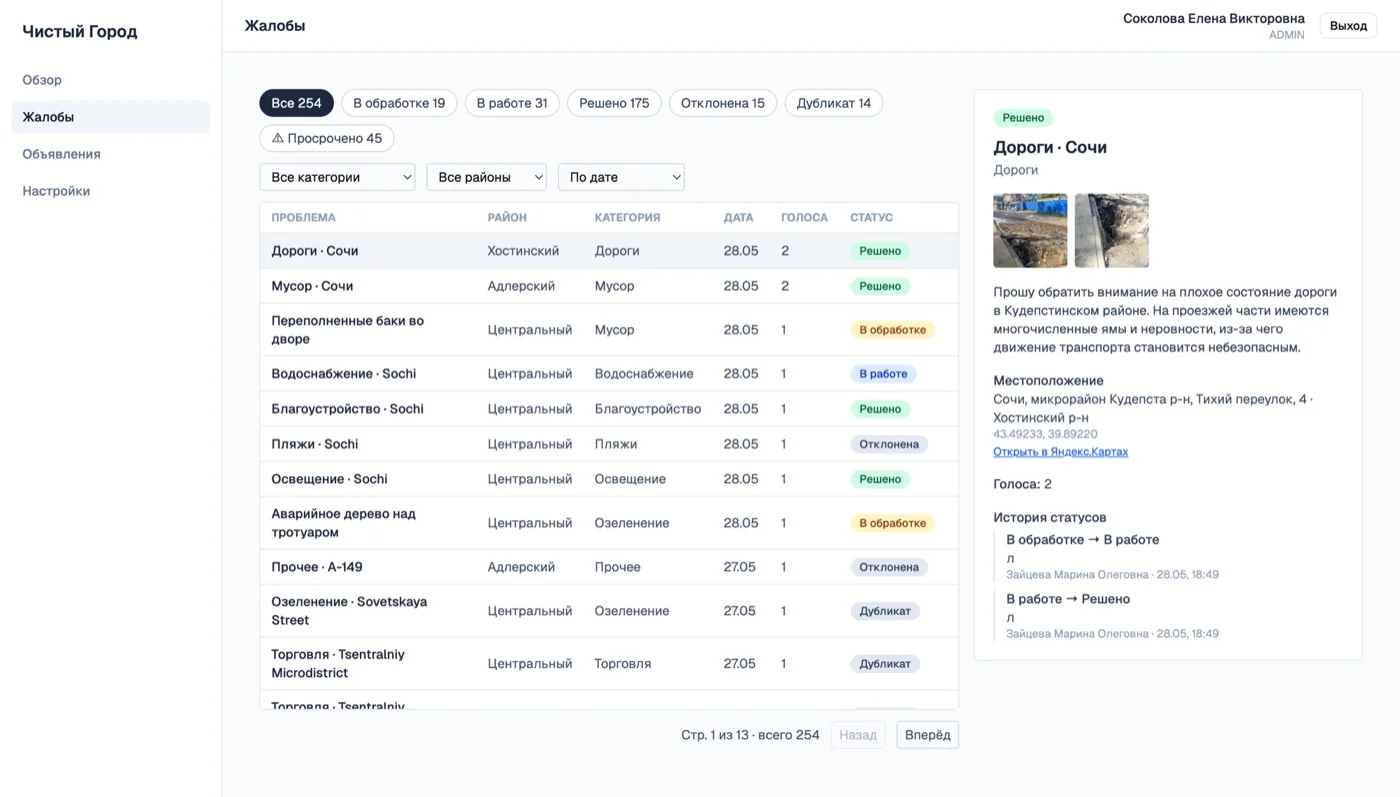 Чистый Город
Обзор
Жалобы
Объявления
Настройки
Жалобы
Соколова Елена Викторовна
ADMIN
Выход
Все 254
В обработке 19
В работе 31
Решено 175
Отклонена 15
Дубликат 14
⚠ Просрочено 45
Все категории
Все районы
По дате
ПРОБЛЕМА РАЙОН КАТЕГОРИЯ ДАТА ГОЛОСА СТАТУС
Дороги · Сочи Хостинский Дороги 28.05 2 Решено
Мусор · Сочи Адлерский Мусор 28.05 2 Решено
Переполненные баки во
дворе Центральный Мусор 28.05 1 В обработке
Водоснабжение · Sochi Центральный Водоснабжение 28.05 1 В работе
Благоустройство · Sochi Центральный Благоустройство 28.05 1 Решено
Пляжи · Sochi Центральный Пляжи 28.05 1 Отклонена
Освещение · Sochi Центральный Освещение 28.05 1 Решено
Аварийное дерево над
тротуаром Центральный Озеленение 28.05 1 В обработке
Прочее · А-149 Адлерский Прочее 27.05 1 Отклонена
Озеленение · Sovetskaya
Street Центральный Озеленение 27.05 1 Дубликат
Торговля · Tsentralniy
Microdistrict Центральный Торговля 27.05 1 Дубликат
Торговля · Tsentralniy
Стр. 1 из 13 · всего 254
Назад
Вперёд
Решено
Дороги · Сочи
Дороги
Прошу обратить внимание на плохое состояние дороги
в Кудепстинском районе. На проезжей части имеются
многочисленные ямы и неровности, из-за чего
движение транспорта становится небезопасным.
Местоположение
Сочи, микрорайон Кудепста р-н, Тихий переулок, 4 ·
Хостинский р-н
43.49233, 39.89220
Открыть в Яндекс.Картах
Голоса: 2
История статусов
В обработке → В работе
л
Зайцева Марина Олеговна · 28.05, 18:49
В работе → Решено
л
Зайцева Марина Олеговна · 28.05, 18:49